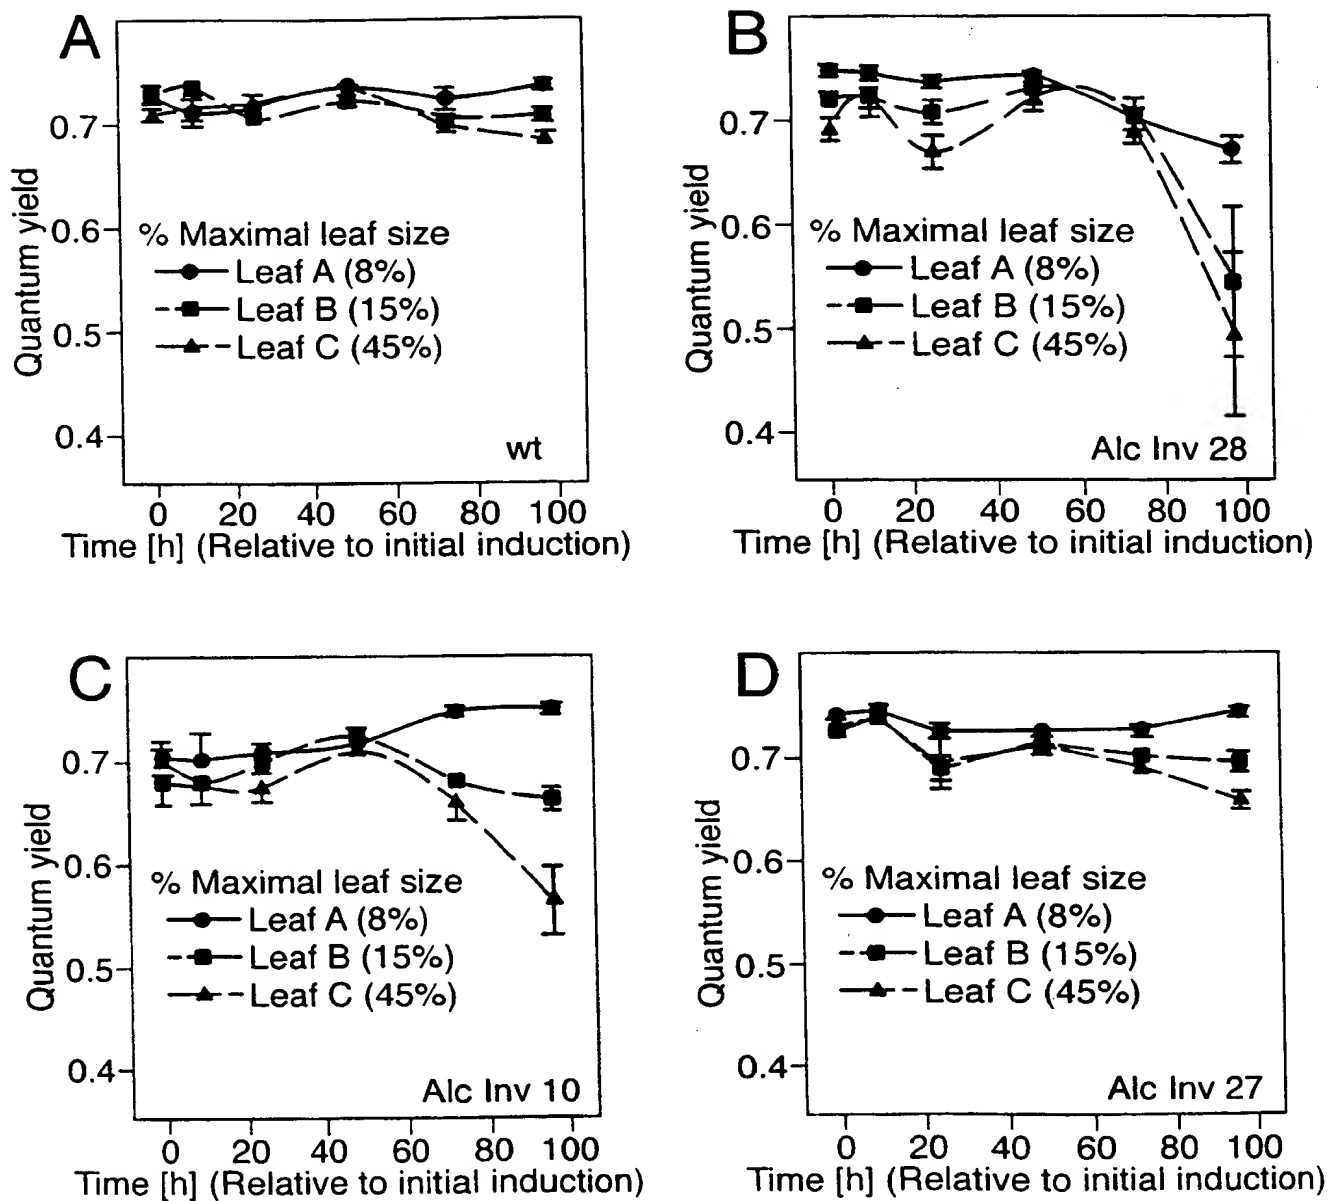 A
Quantum yield
0.7
0.6
0.5
0.4
% Maximal leaf size
Leaf A (8%)
Leaf B (15%)
Leaf C (45%)
wt
0 20 40 60 80 100
Time [h] (Relative to initial induction)
B
Quantum yield
0.7
0.6
0.5
0.4
% Maximal leaf size
Leaf A (8%)
Leaf B (15%)
Leaf C (45%)
Alc Inv 28
0 20 40 60 80 100
Time [h] (Relative to initial induction)
C
Quantum yield
0.7
0.6
0.5
0.4
% Maximal leaf size
Leaf A (8%)
Leaf B (15%)
Leaf C (45%)
Alc Inv 10
0 20 40 60 80 100
Time [h] (Relative to initial induction)
D
Quantum yield
0.7
0.6
0.5
0.4
% Maximal leaf size
Leaf A (8%)
Leaf B (15%)
Leaf C (45%)
Alc Inv 27
0 20 40 60 80 100
Time [h] (Relative to initial induction)